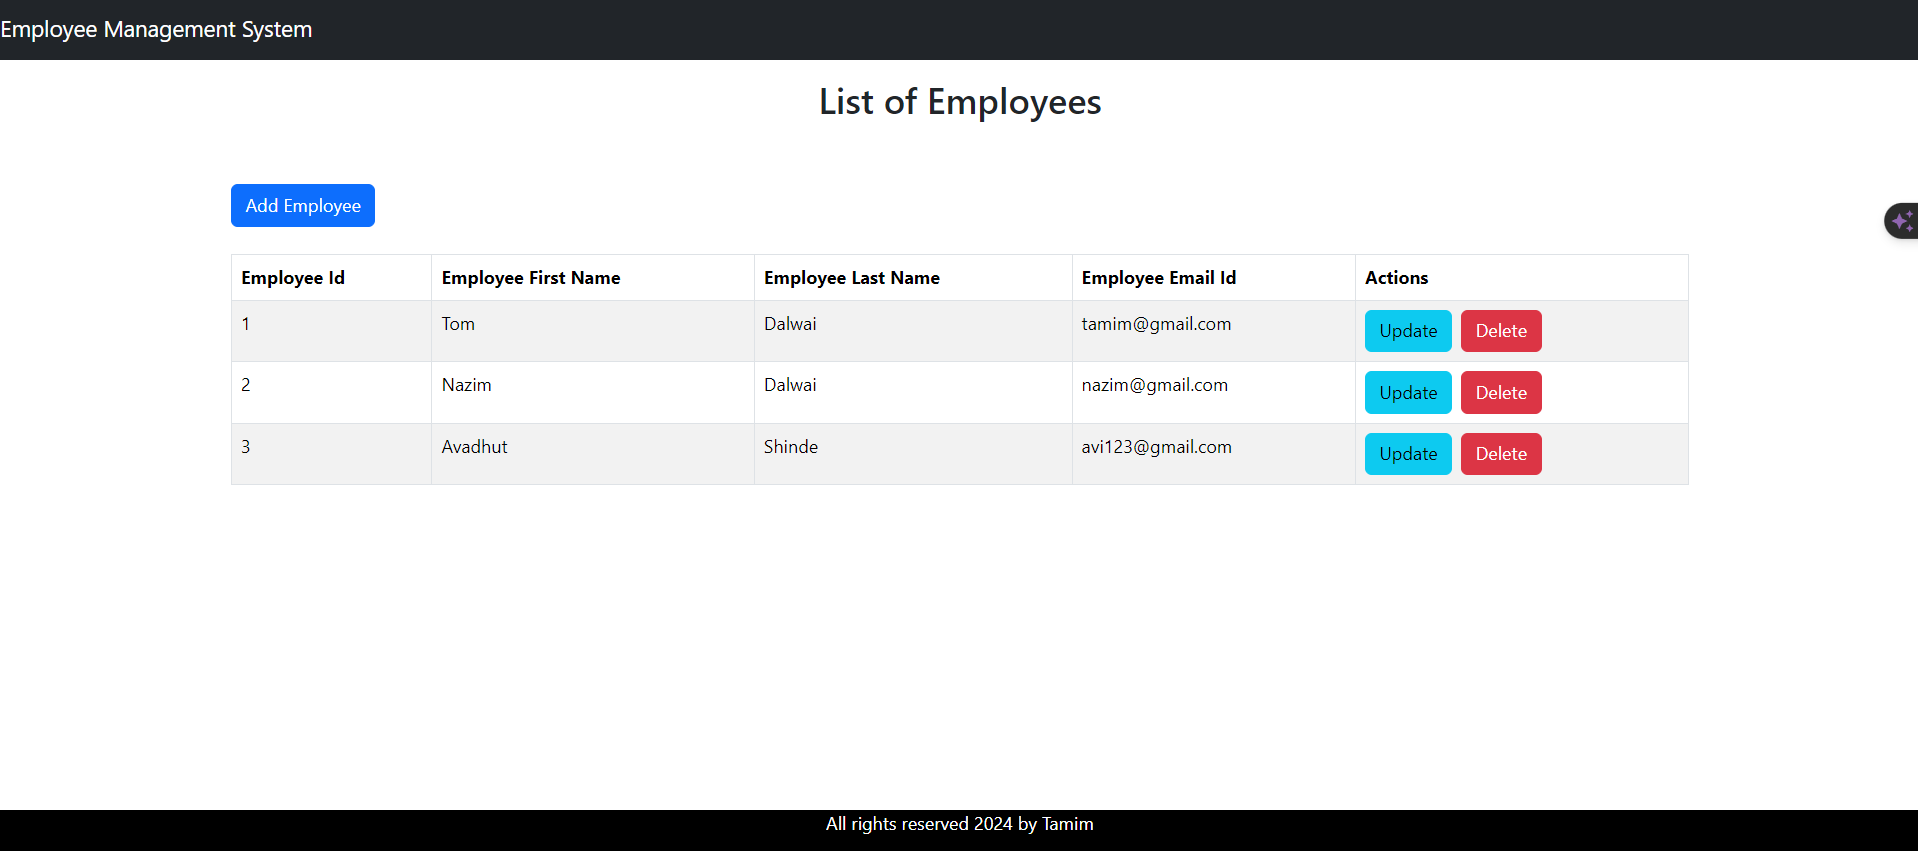 Employee Management System
List of Employees
Add Employee
Employee Id Employee First Name Employee Last Name Employee Email Id Actions
1 Tom Dalwai tamim@gmail.com Update Delete
2 Nazim Dalwai nazim@gmail.com Update Delete
3 Avadhut Shinde avi123@gmail.com Update Delete
All rights reserved 2024 by Tamim